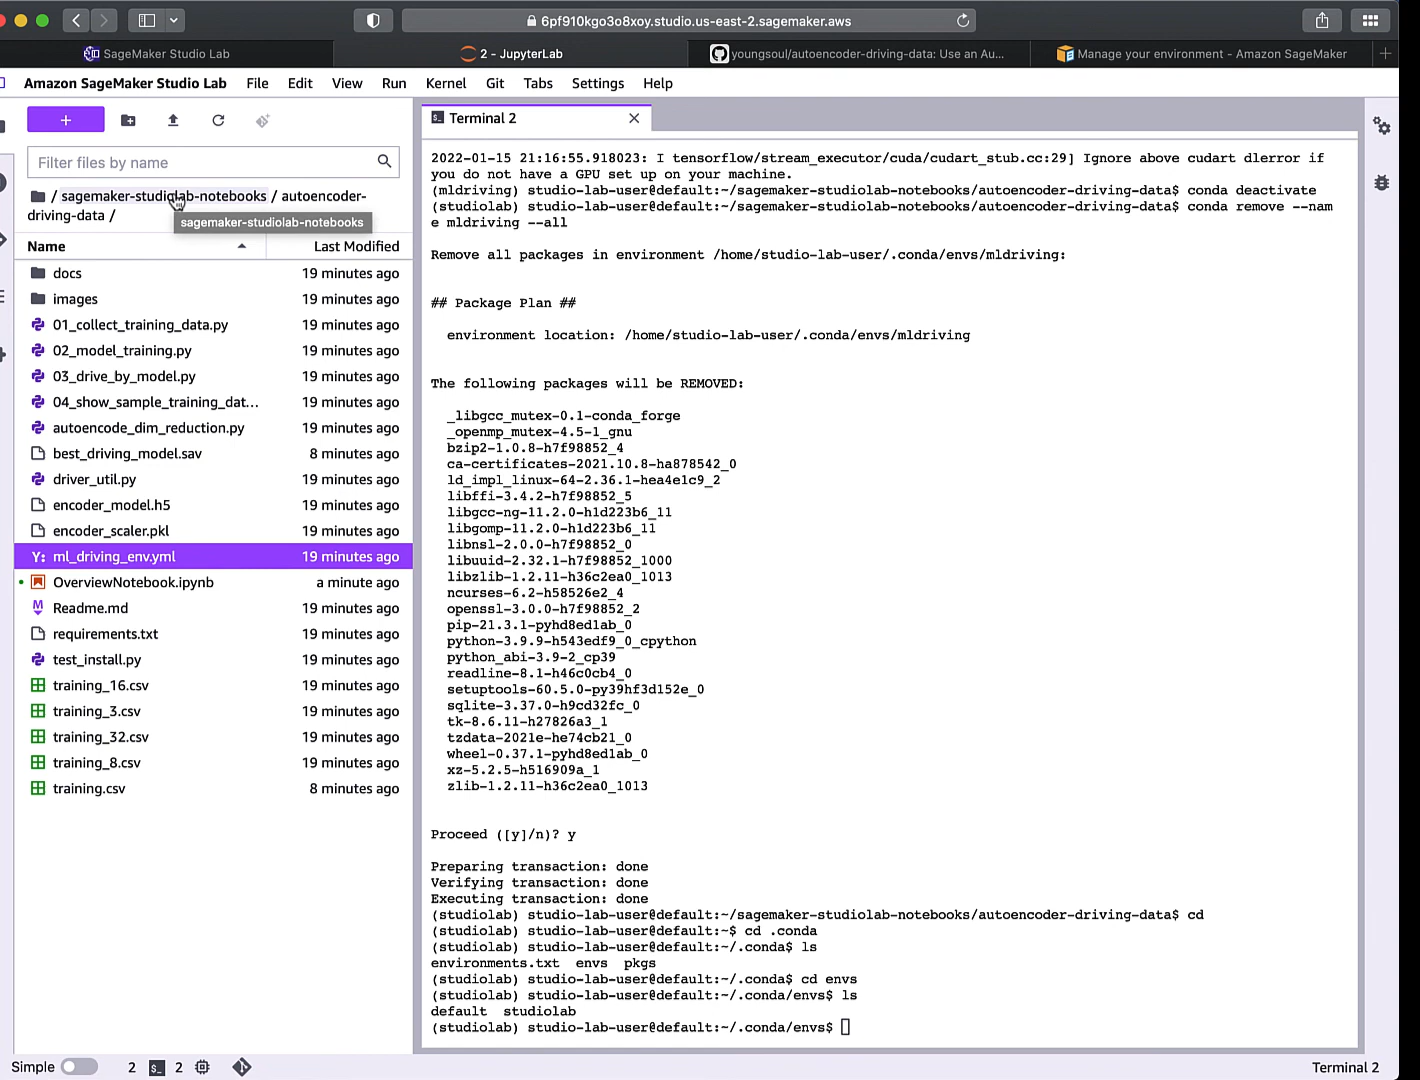 6pf910kgo3o8xoy.studio.us-east-2.sagemaker.aws
SageMaker Studio Lab
2 - JupyterLab
youngsoul/autoencoder-driving-data: Use an Au...
Manage your environment - Amazon SageMaker
Amazon SageMaker Studio Lab File Edit View Run Kernel Git Tabs Settings Help
Filter files by name
/ sagemaker-studiolab-notebooks / autoencoder-
driving-data /
sagemaker-studiolab-notebooks
Name Last Modified
docs 19 minutes ago
images 19 minutes ago
01_collect_training_data.py 19 minutes ago
02_model_training.py 19 minutes ago
03_drive_by_model.py 19 minutes ago
04_show_sample_training_dat... 19 minutes ago
autoencode_dim_reduction.py 19 minutes ago
best_driving_model.sav 8 minutes ago
driver_util.py 19 minutes ago
encoder_model.h5 19 minutes ago
encoder_scaler.pkl 19 minutes ago
Y: ml_driving_env.yml 19 minutes ago
OverviewNotebook.ipynb a minute ago
Readme.md 19 minutes ago
requirements.txt 19 minutes ago
test_install.py 19 minutes ago
training_16.csv 19 minutes ago
training_3.csv 19 minutes ago
training_32.csv 19 minutes ago
training_8.csv 19 minutes ago
training.csv 8 minutes ago
Terminal 2
2022-01-15 21:16:55.918023: I tensorflow/stream_executor/cuda/cudart_stub.cc:29] Ignore above cudart dlerror if
you do not have a GPU set up on your machine.
(mldriving) studio-lab-user@default:~/sagemaker-studiolab-notebooks/autoencoder-driving-data$ conda deactivate
(studiolab) studio-lab-user@default:~/sagemaker-studiolab-notebooks/autoencoder-driving-data$ conda remove --nam
e mldriving --all
Remove all packages in environment /home/studio-lab-user/.conda/envs/mldriving:
## Package Plan ##
environment location: /home/studio-lab-user/.conda/envs/mldriving
The following packages will be REMOVED:
_libgcc_mutex-0.1-conda_forge
_openmp_mutex-4.5-1_gnu
bzip2-1.0.8-h7f98852_4
ca-certificates-2021.10.8-ha878542_0
ld_impl_linux-64-2.36.1-hea4e1c9_2
libffi-3.4.2-h7f98852_5
libgcc-ng-11.2.0-h1d223b6_11
libgomp-11.2.0-h1d223b6_11
libnsl-2.0.0-h7f98852_0
libuuid-2.32.1-h7f98852_1000
libzlib-1.2.11-h36c2ea0_1013
ncurses-6.2-h58526e2_4
openssl-3.0.0-h7f98852_2
pip-21.3.1-pyhd8ed1ab_0
python-3.9.9-h543edf9_0_cpython
python_abi-3.9-2_cp39
readline-8.1-h46c0cb4_0
setuptools-60.5.0-py39hf3d152e_0
sqlite-3.37.0-h9cd32fc_0
tk-8.6.11-h27826a3_1
tzdata-2021e-he74cb21_0
wheel-0.37.1-pyhd8ed1ab_0
xz-5.2.5-h516909a_1
zlib-1.2.11-h36c2ea0_1013
Proceed ([y]/n)? y
Preparing transaction: done
Verifying transaction: done
Executing transaction: done
(studiolab) studio-lab-user@default:~/sagemaker-studiolab-notebooks/autoencoder-driving-data$ cd
(studiolab) studio-lab-user@default:~$ cd .conda
(studiolab) studio-lab-user@default:~/.conda$ ls
environments.txt envs pkgs
(studiolab) studio-lab-user@default:~/.conda$ cd envs
(studiolab) studio-lab-user@default:~/.conda/envs$ ls
default studiolab
(studiolab) studio-lab-user@default:~/.conda/envs$
Simple 2 2 Terminal 2